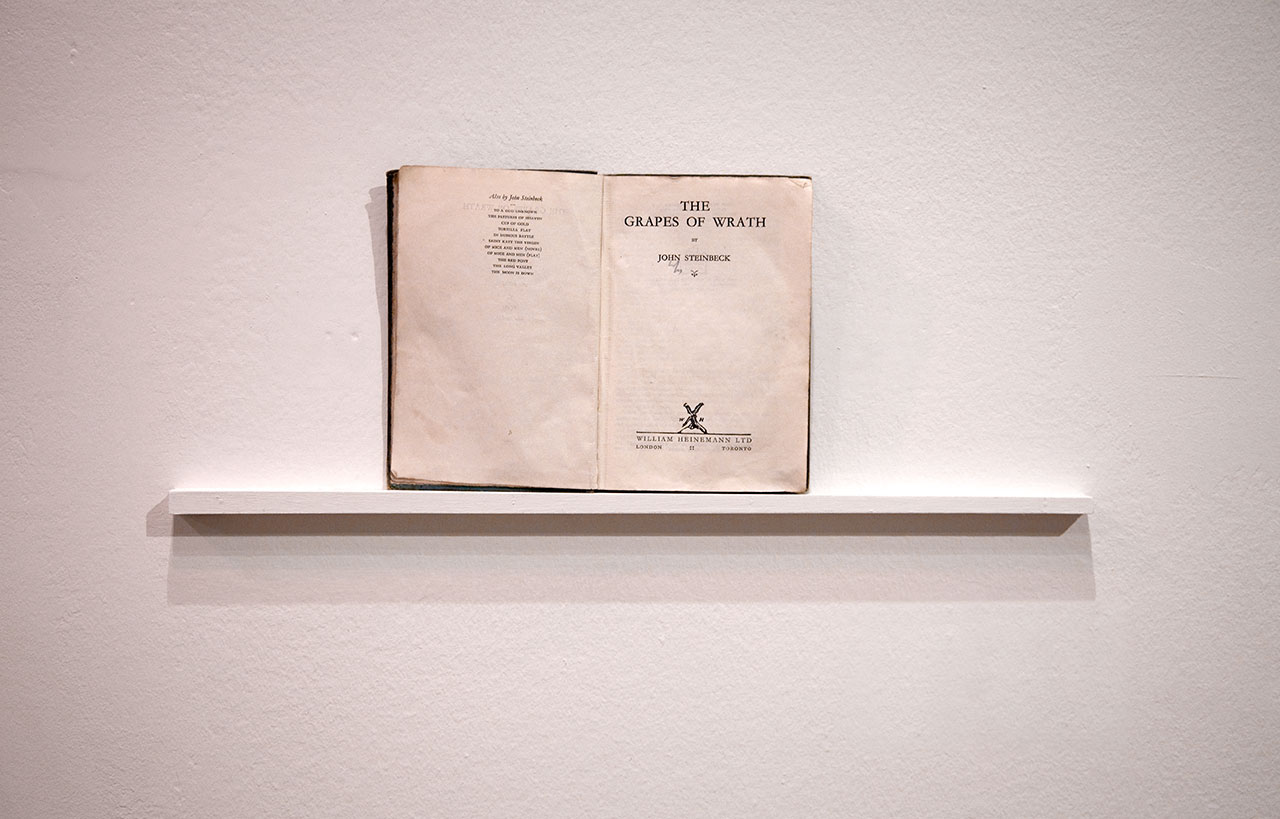 Also by John Steinbeck
TO A GOD UNKNOWN
THE PASTURES OF HEAVEN
CUP OF GOLD
TORTILLA FLAT
IN DUBIOUS BATTLE
SAINT KATY THE VIRGIN
OF MICE AND MEN (NOVEL)
OF MICE AND MEN (PLAY)
THE RED PONY
THE LONG VALLEY
THE MOON IS DOWN
THE
GRAPES OF WRATH
BY
JOHN STEINBECK
W H
WILLIAM HEINEMANN LTD
LONDON :: TORONTO